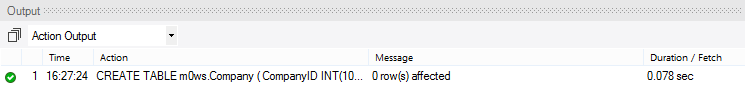 Output
Action Output
Time Action Message Duration / Fetch
1 16:27:24 CREATE TABLE m0ws.Company ( CompanyID INT(10... 0 row(s) affected 0.078 sec